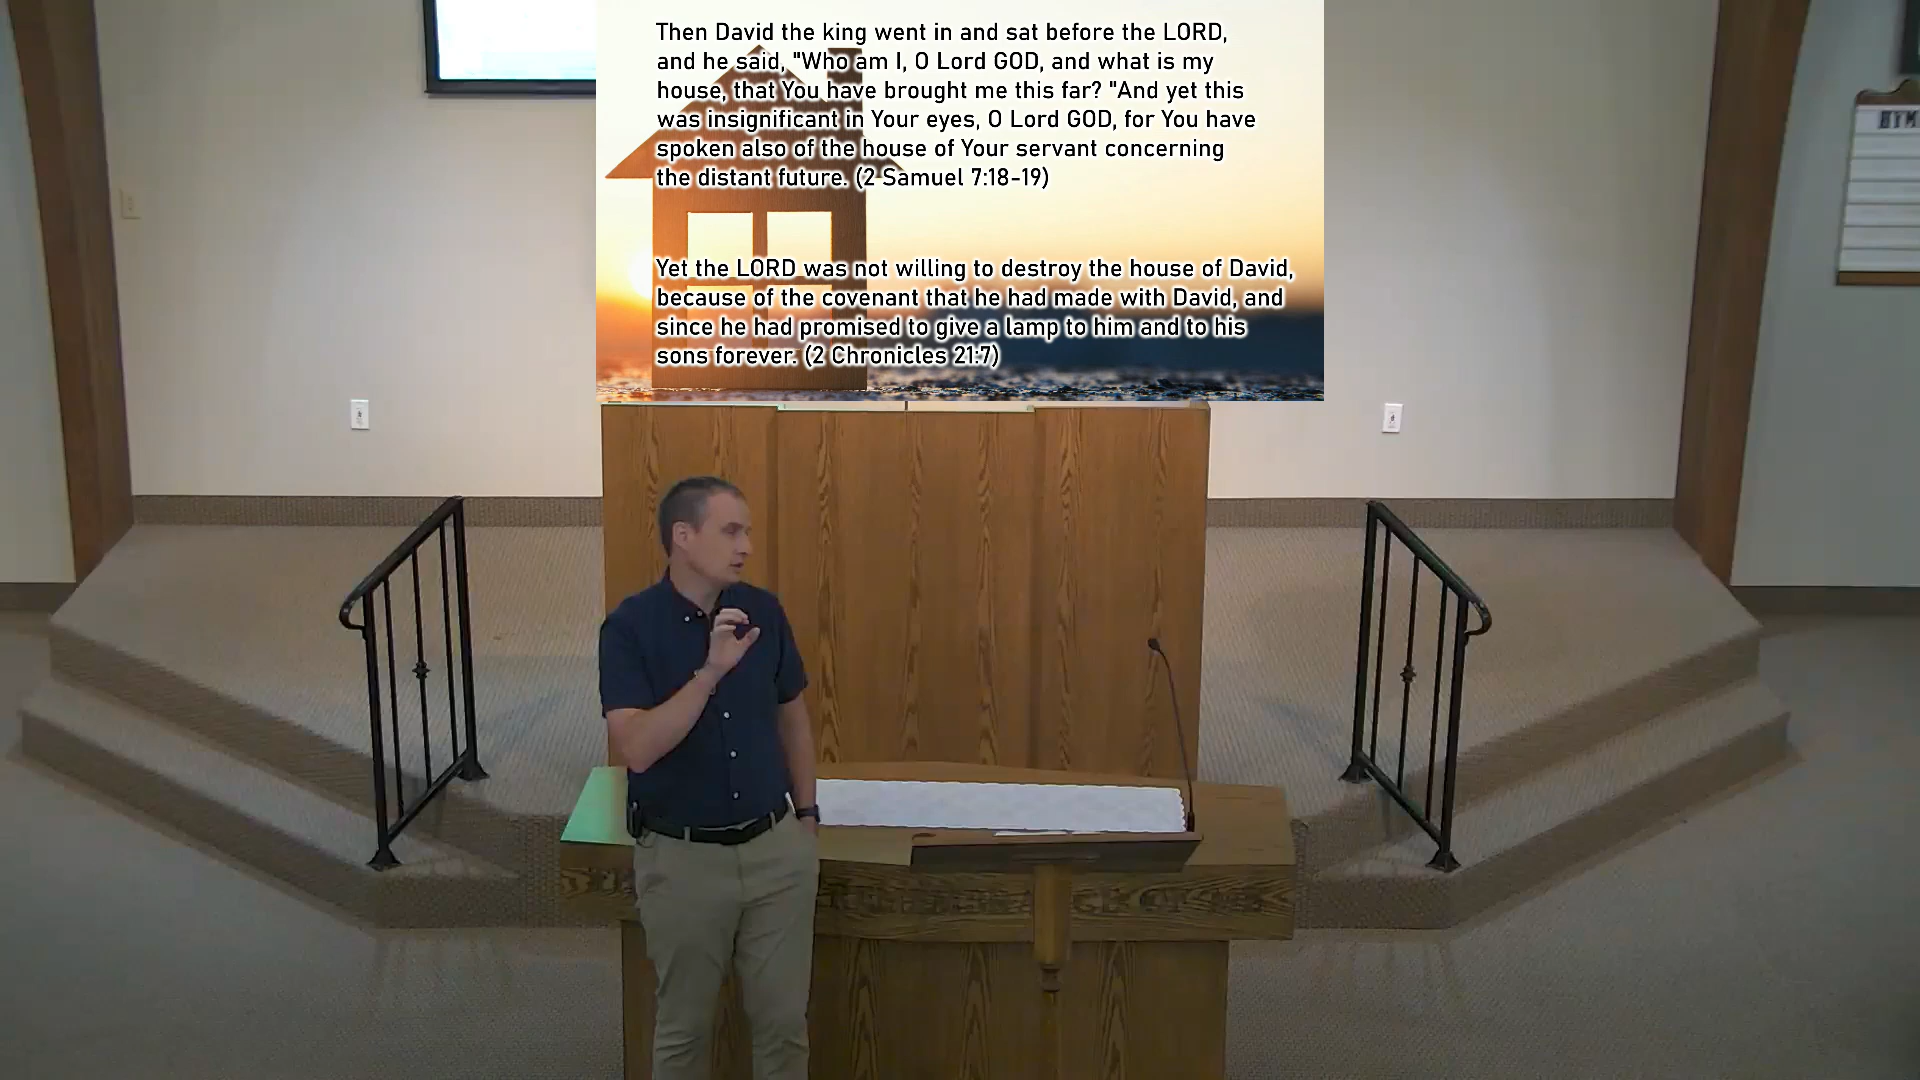 Then David the king went in and sat before the LORD,
and he said, "Who am I, O Lord GOD, and what is my
house, that You have brought me this far? "And yet this
was insignificant in Your eyes, O Lord GOD, for You have
spoken also of the house of Your servant concerning
the distant future. (2 Samuel 7:18-19)
Yet the LORD was not willing to destroy the house of David,
because of the covenant that he had made with David, and
since he had promised to give a lamp to him and to his
sons forever. (2 Chronicles 21:7)